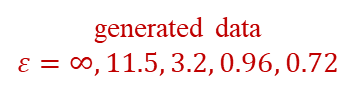 generated data
ε = ∞, 11.5, 3.2, 0.96, 0.72